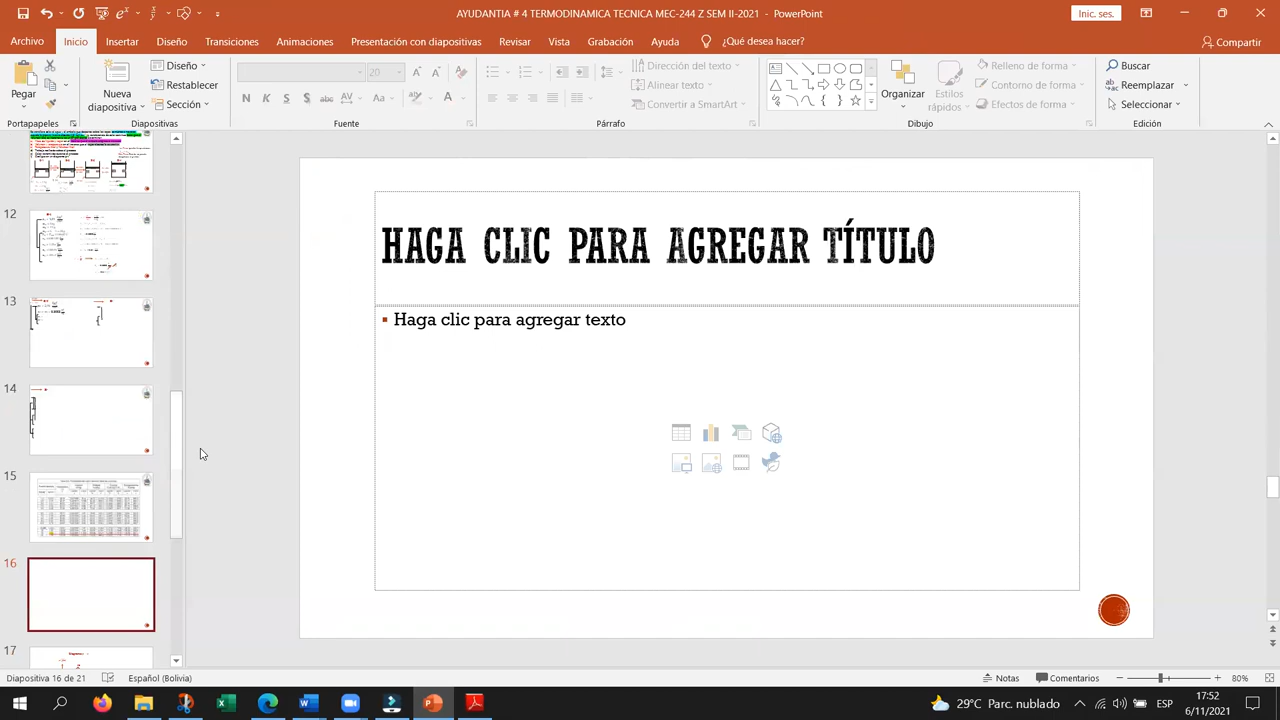 AYUDANTIA # 4 TERMODINAMICA TECNICA MEC-244 Z SEM II-2021 - PowerPoint
Inic. ses.
Archivo
Inicio
Insertar
Diseño
Transiciones
Animaciones
Presentación con diapositivas
Revisar
Vista
Grabación
Ayuda
¿Qué desea hacer?
Compartir
Pegar
Nueva
diapositiva
Diseño
Restablecer
Sección
20
N
K
S
S
abc
AV
Aa
A
Dirección del texto
Alinear texto
Convertir a SmartArt
Organizar
Estilos
rápidos
Relleno de forma
Contorno de forma
Efectos de forma
Buscar
Reemplazar
Seleccionar
Portapapeles
Diapositivas
Fuente
Párrafo
Dibujo
Edición
12
13
14
15
16
17
HAGA CLIC PARA AGREGAR TÍTULO
Haga clic para agregar texto
Diapositiva 16 de 21
Español (Bolivia)
Notas
Comentarios
80%
29°C Parc. nublado
ESP
17:52
6/11/2021